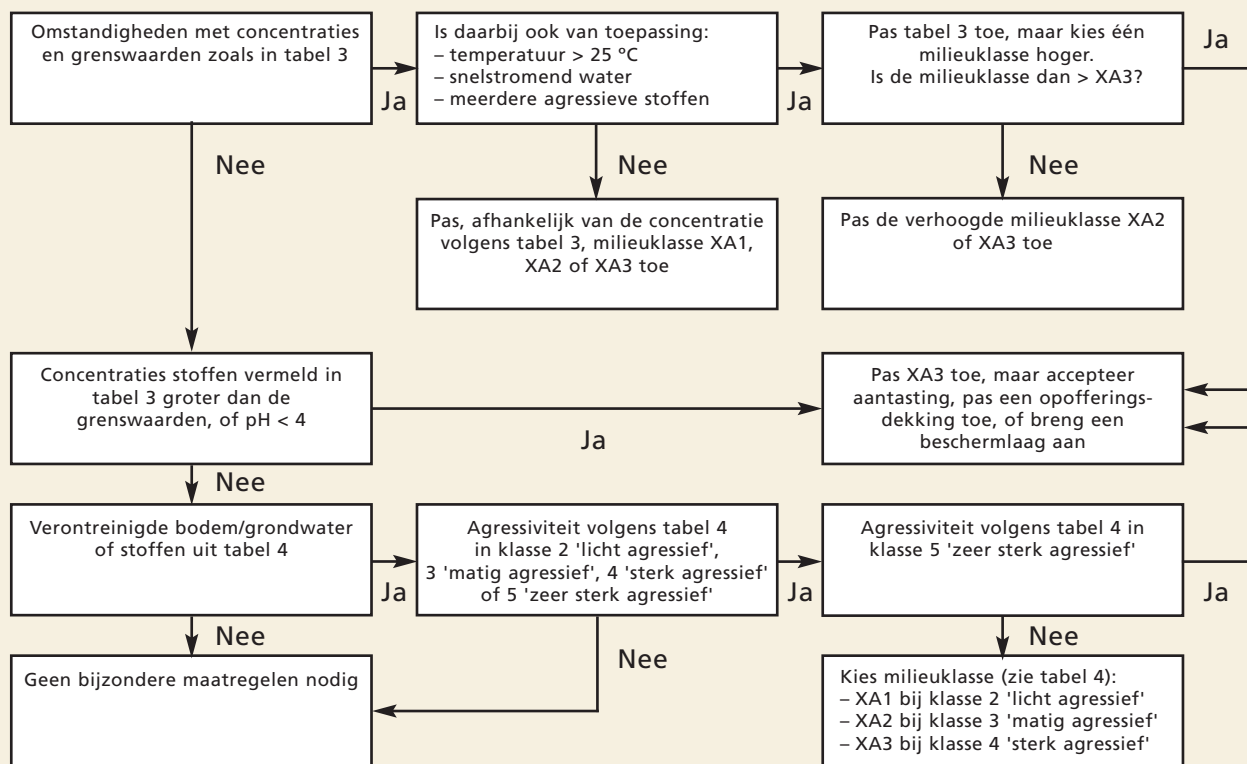 Omstandigheden met concentraties
en grenswaarden zoals in tabel 3
Ja
Is daarbij ook van toepassing:
– temperatuur > 25 ºC
– snelstromend water
– meerdere agressieve stoffen
Ja
Pas tabel 3 toe, maar kies één
milieuklasse hoger.
Is de milieuklasse dan > XA3?
Ja
Nee
Nee
Nee
Pas, afhankelijk van de concentratie
volgens tabel 3, milieuklasse XA1,
XA2 of XA3 toe
Pas de verhoogde milieuklasse XA2
of XA3 toe
Concentraties stoffen vermeld in
tabel 3 groter dan de
grenswaarden, of pH < 4
Ja
Pas XA3 toe, maar accepteer
aantasting, pas een opofferings-
dekking toe, of breng een
beschermlaag aan
Nee
Verontreinigde bodem/grondwater
of stoffen uit tabel 4
Ja
Agressiviteit volgens tabel 4
in klasse 2 'licht agressief',
3 'matig agressief', 4 'sterk agressief'
of 5 'zeer sterk agressief'
Ja
Agressiviteit volgens tabel 4 in
klasse 5 'zeer sterk agressief'
Ja
Nee
Nee
Nee
Geen bijzondere maatregelen nodig
Kies milieuklasse (zie tabel 4):
– XA1 bij klasse 2 'licht agressief'
– XA2 bij klasse 3 'matig agressief'
– XA3 bij klasse 4 'sterk agressief'